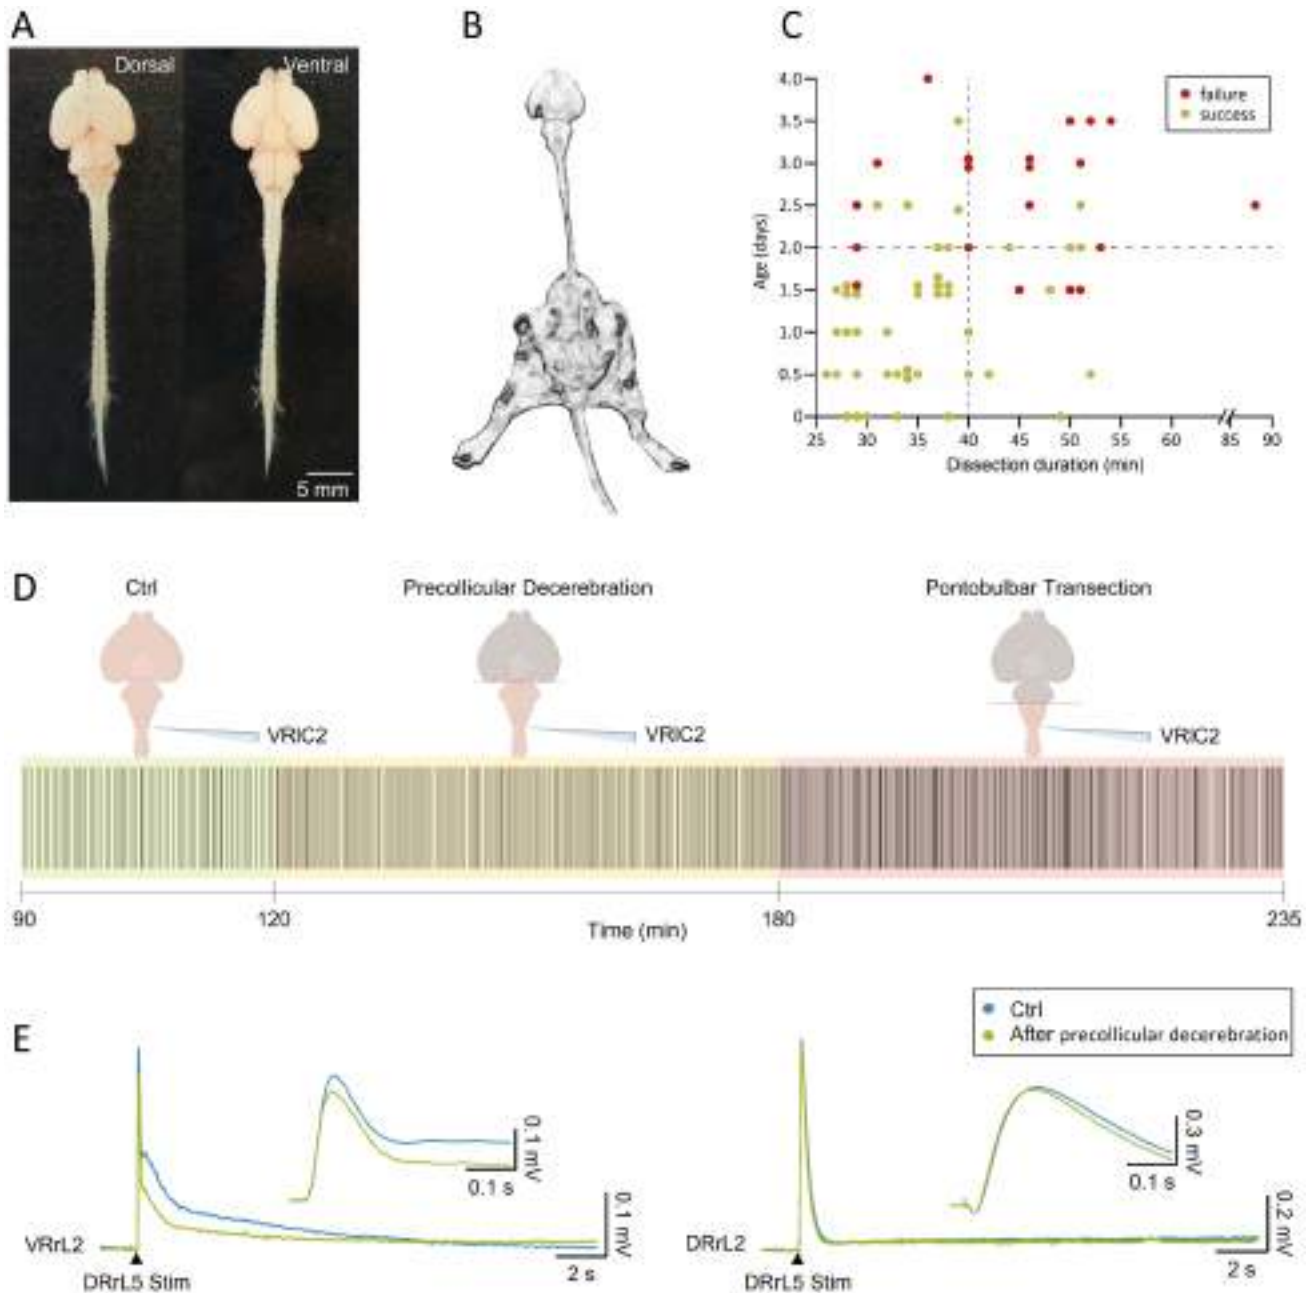 A
Dorsal
Ventral
5 mm
B
C
4.0
3.5
3.0
2.5
2.0
1.5
1.0
0.5
0
Age (days)
25 30 35 40 45 50 55 60 85 90
Dissection duration (min)
failure
success
D
Ctrl
Precollicular Decerebration
Pontobulbar Transection
VRlC2
VRlC2
VRlC2
90
120
180
235
Time (min)
E
Ctrl
After precollicular decerebration
0.1 mV
0.1 s
0.1 mV
2 s
VRrL2
DRrL5 Stim
0.3 mV
0.1 s
0.2 mV
2 s
DRrL2
DRrL5 Stim